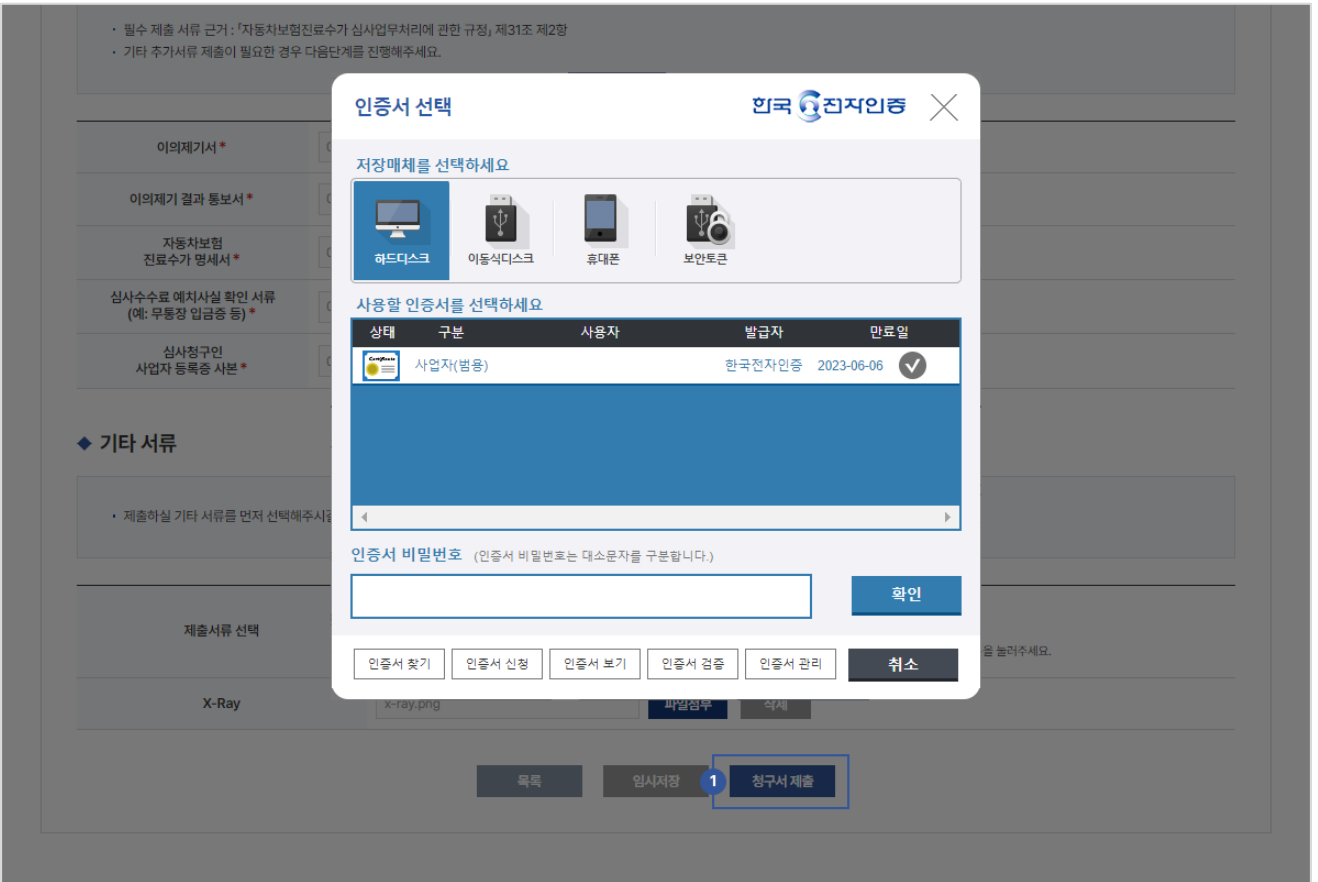 · 필수 제출 서류 근거 : 「자동차보험진료수가 심사업무처리에 관한 규정」 제31조 제2항
· 기타 추가서류 제출이 필요한 경우 다음단계를 진행해주세요.
인증서 선택
한국전자인증
이의제기서 *
저장매체를 선택하세요
이의제기 결과 통보서 *
자동차보험
진료수가 명세서 *
하드디스크 이동식디스크 휴대폰 보안토큰
심사수수료 예치사실 확인 서류
(예: 무통장 입금증 등) *
사용할 인증서를 선택하세요
상태 구분 사용자 발급자 만료일
심사청구인
사업자 등록증 사본 *
Certificate 사업자(범용) 한국전자인증 2023-06-06
◆ 기타 서류
· 제출하실 기타 서류를 먼저 선택해주시
인증서 비밀번호 (인증서 비밀번호는 대소문자를 구분합니다.)
확인
제출서류 선택
을 눌러주세요.
인증서 찾기 인증서 신청 인증서 보기 인증서 검증 인증서 관리 취소
X-Ray x-ray.png 파일첨부 삭제
목록 임시저장 1 청구서 제출